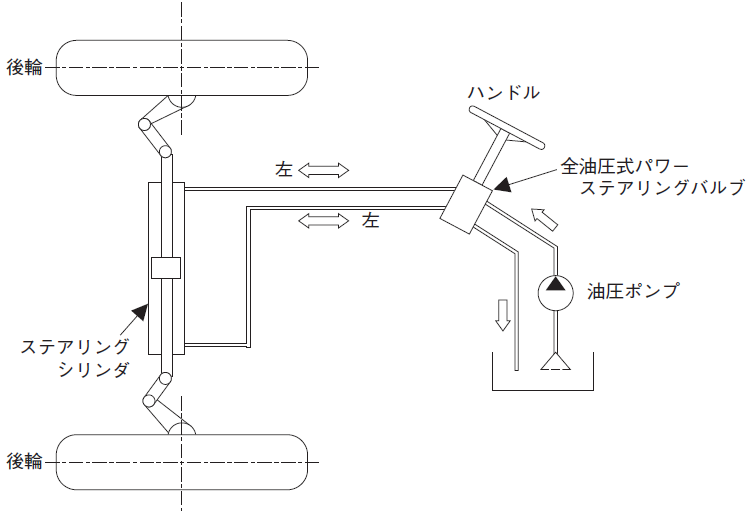 後輪
ハンドル
全油圧式パワー
ステアリングバルブ
左
左
油圧ポンプ
ステアリング
シリンダ
後輪